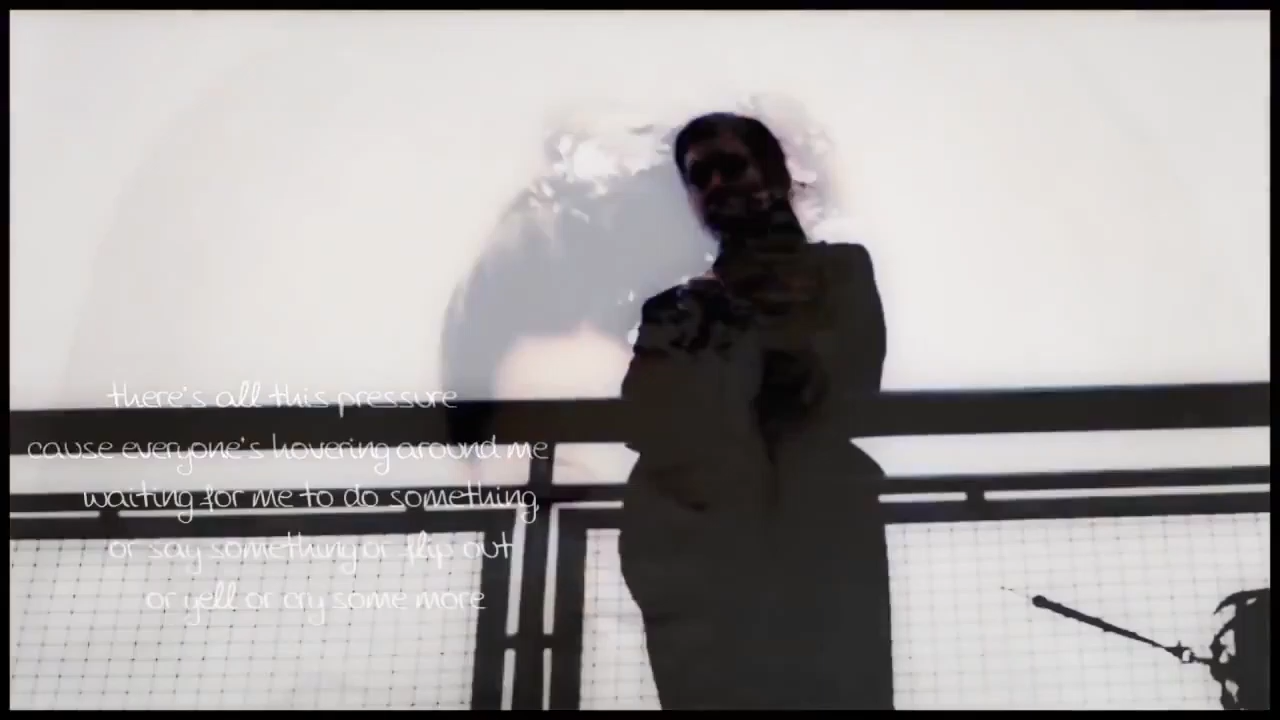 there's all this pressure
cause everyone's hovering around me
waiting for me to do something,
or say something or flip out
or yell or cry some more